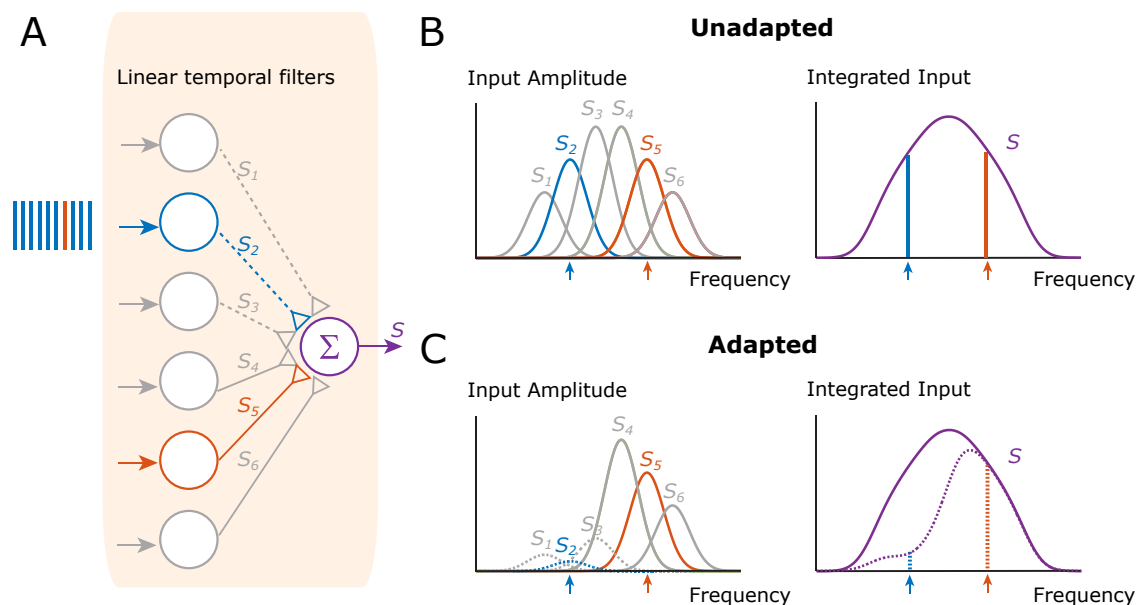 A
Linear temporal filters
S1
S2
S3
S4
S5
S6
Σ
S
B
Unadapted
Input Amplitude
S1
S2
S3
S4
S5
S6
Frequency
Integrated Input
S
Frequency
C
Adapted
Input Amplitude
S1
S2
S3
S4
S5
S6
Frequency
Integrated Input
S
Frequency